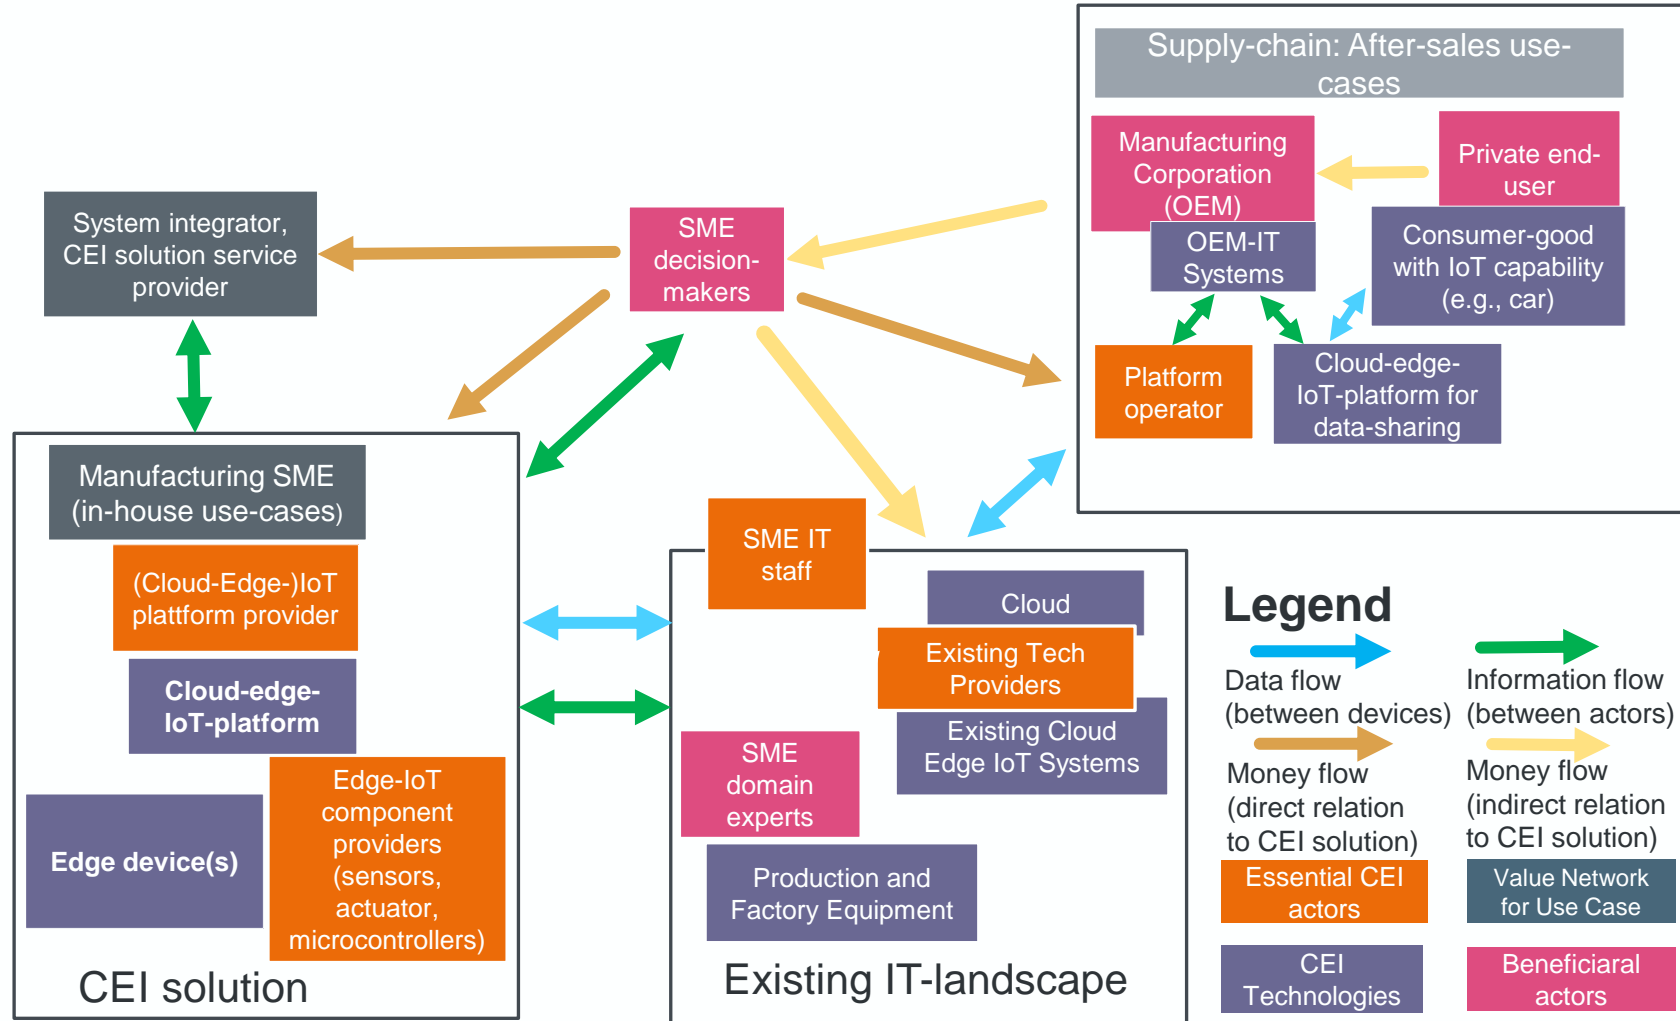 Supply-chain: After-sales use-
cases
Manufacturing
Corporation
(OEM)
Private end-
user
OEM-IT
Systems
Consumer-good
with IoT capability
(e.g., car)
Platform
operator
Cloud-edge-
IoT-platform for
data-sharing
System integrator,
CEI solution service
provider
SME
decision-
makers
Manufacturing SME
(in-house use-cases)
(Cloud-Edge-)IoT
plattform provider
Cloud-edge-
IoT-platform
Edge device(s)
Edge-IoT
component
providers
(sensors,
actuator,
microcontrollers)
CEI solution
SME IT
staff
Cloud
Existing Tech
Providers
Existing Cloud
Edge IoT Systems
SME
domain
experts
Production and
Factory Equipment
Existing IT-landscape
Legend
Data flow
(between devices)
Information flow
(between actors)
Money flow
(direct relation
to CEI solution)
Money flow
(indirect relation
to CEI solution)
Essential CEI
actors
Value Network
for Use Case
CEI
Technologies
Beneficiaral
actors